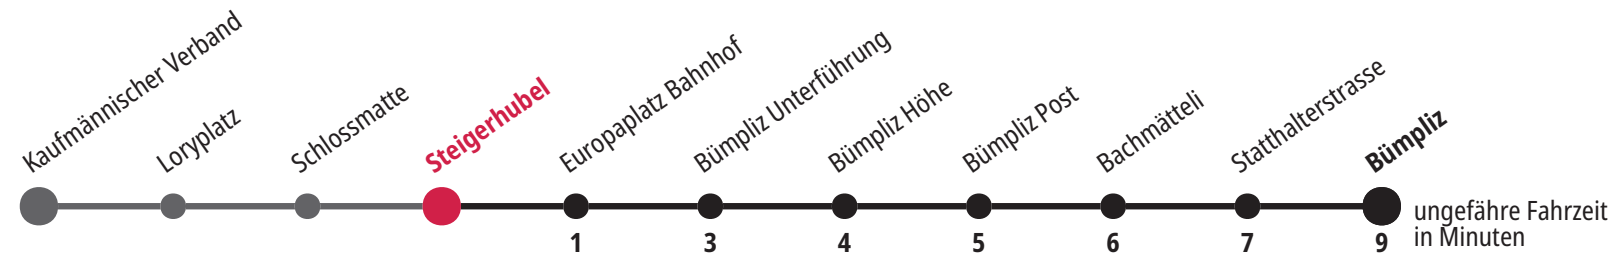 Kaufmännischer Verband
Loryplatz
Schlossmatte
Steigerhubel
Europaplatz Bahnhof
Bümpliz Unterführung
Bümpliz Höhe
Bümpliz Post
Bachmätteli
Statthalterstrasse
Bümpliz
1 3 4 5 6 7 9
ungefähre Fahrzeit
in Minuten